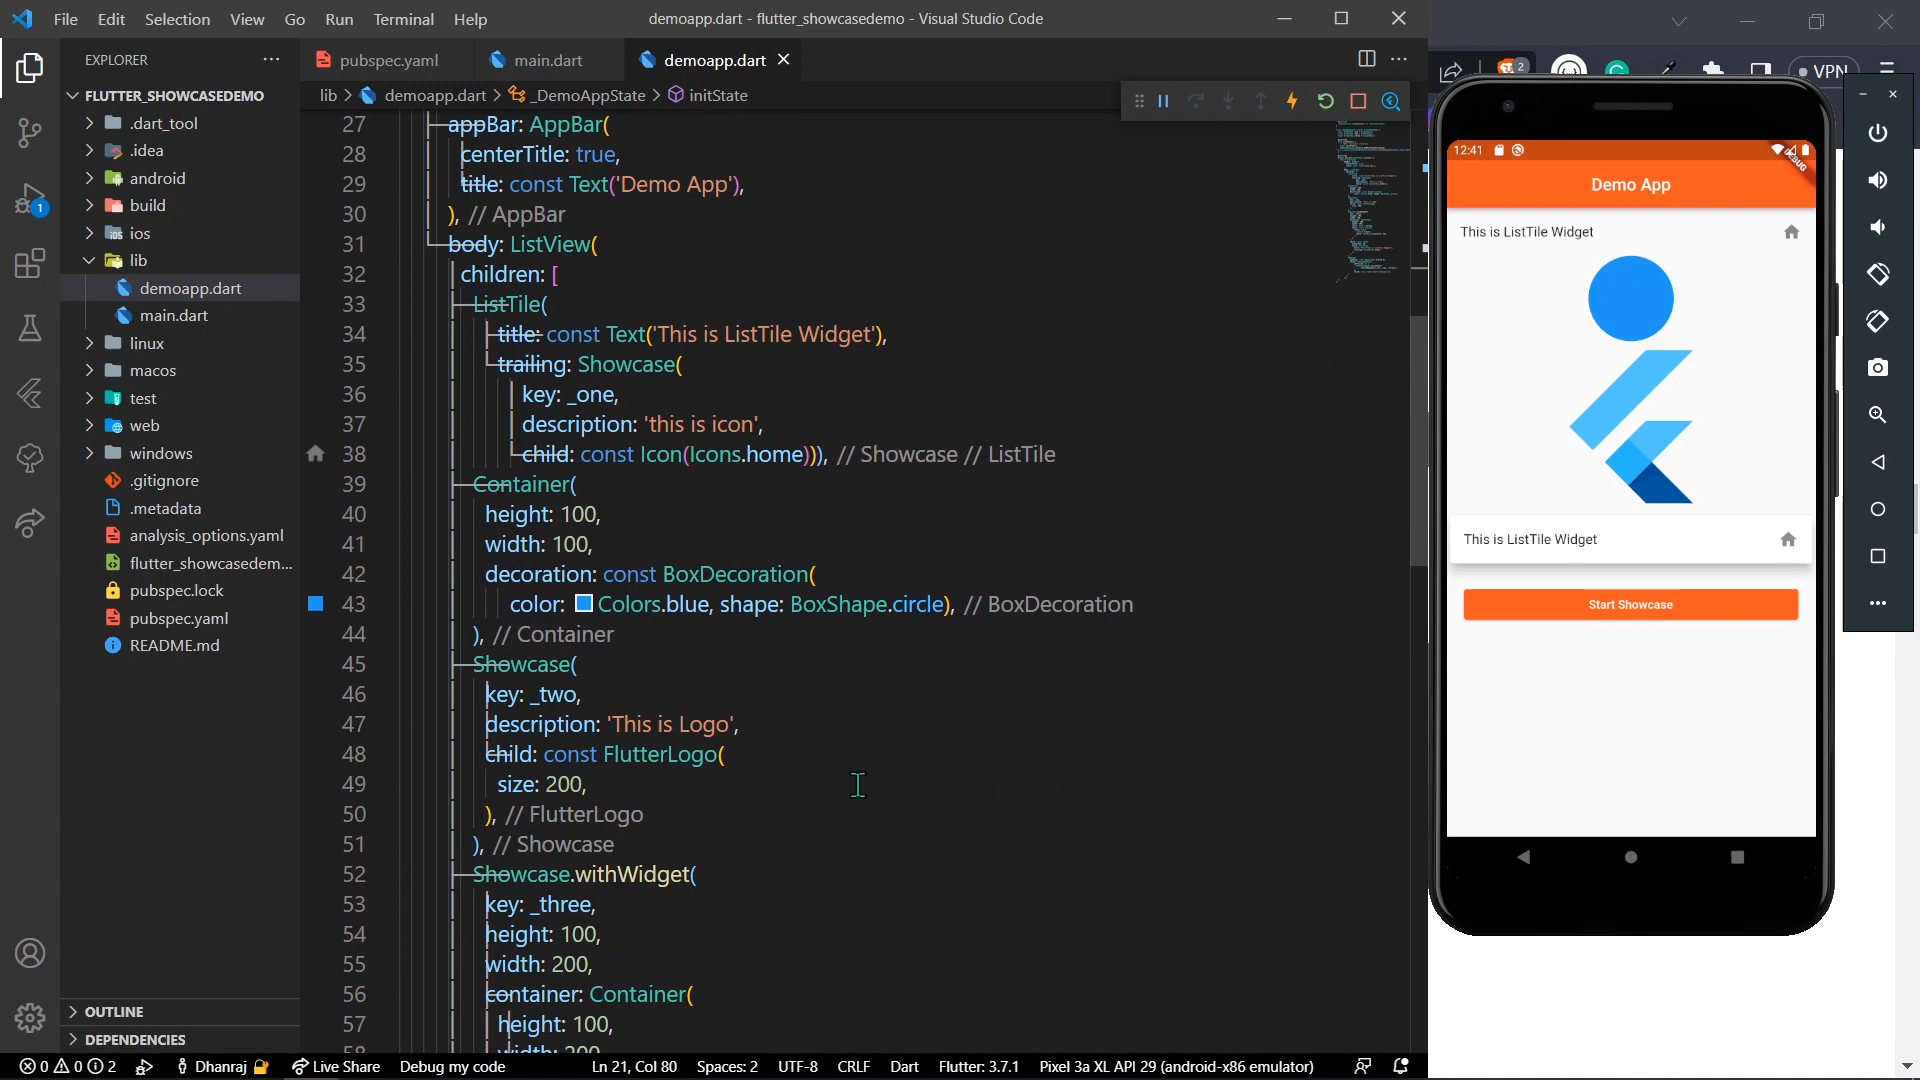 File Edit Selection View Go Run Terminal Help
demoapp.dart - flutter_showcasedemo - Visual Studio Code
EXPLORER
FLUTTER_SHOWCASEDEMO
.dart_tool
.idea
android
build
ios
lib
demoapp.dart
main.dart
linux
macos
test
web
windows
.gitignore
.metadata
analysis_options.yaml
flutter_showcasedem...
pubspec.lock
pubspec.yaml
README.md
OUTLINE
DEPENDENCIES
pubspec.yaml main.dart demoapp.dart
lib > demoapp.dart > _DemoAppState > initState
27 appBar: AppBar(
28 centerTitle: true,
29 title: const Text('Demo App'),
30 ), // AppBar
31 body: ListView(
32 children: [
33 ListTile(
34 title: const Text('This is ListTile Widget'),
35 trailing: Showcase(
36 key: _one,
37 description: 'this is icon',
38 child: const Icon(Icons.home))), // Showcase // ListTile
39 Container(
40 height: 100,
41 width: 100,
42 decoration: const BoxDecoration(
43 color: Colors.blue, shape: BoxShape.circle), // BoxDecoration
44 ), // Container
45 Showcase(
46 key: _two,
47 description: 'This is Logo',
48 child: const FlutterLogo(
49 size: 200,
50 ), // FlutterLogo
51 ), // Showcase
52 Showcase.withWidget(
53 key: _three,
54 height: 100,
55 width: 200,
56 container: Container(
57 height: 100,
58 width: 200
1
0 0 2 Dhanraj Live Share Debug my code Ln 21, Col 80 Spaces: 2 UTF-8 CRLF Dart Flutter: 3.7.1 Pixel 3a XL API 29 (android-x86 emulator)
2
VPN
12:41
DEBUG
Demo App
This is ListTile Widget
This is ListTile Widget
Start Showcase